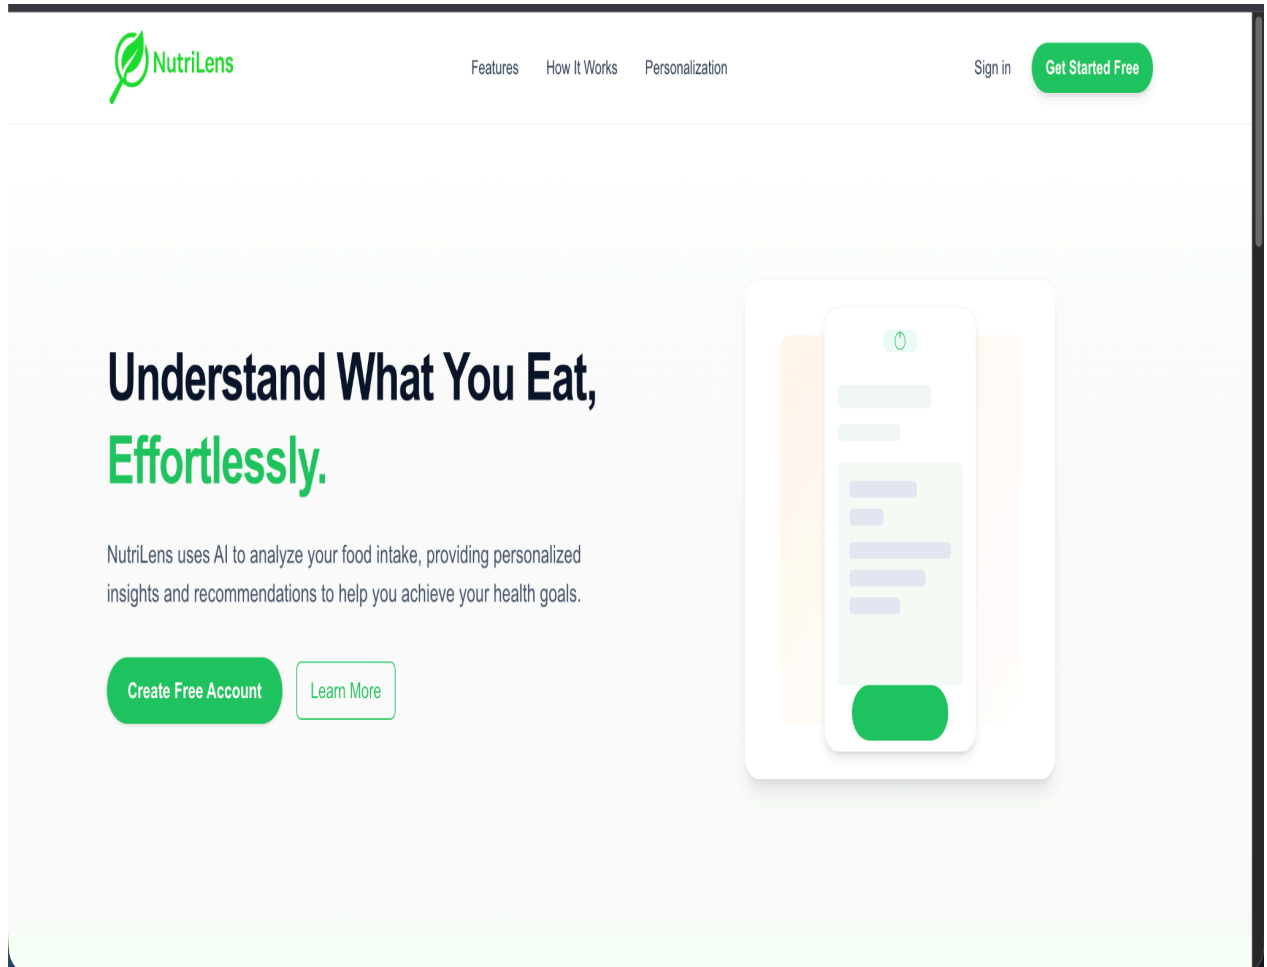 NutriLens
Features How It Works Personalization
Sign in Get Started Free
Understand What You Eat,
Effortlessly.
NutriLens uses AI to analyze your food intake, providing personalized
insights and recommendations to help you achieve your health goals.
Create Free Account Learn More